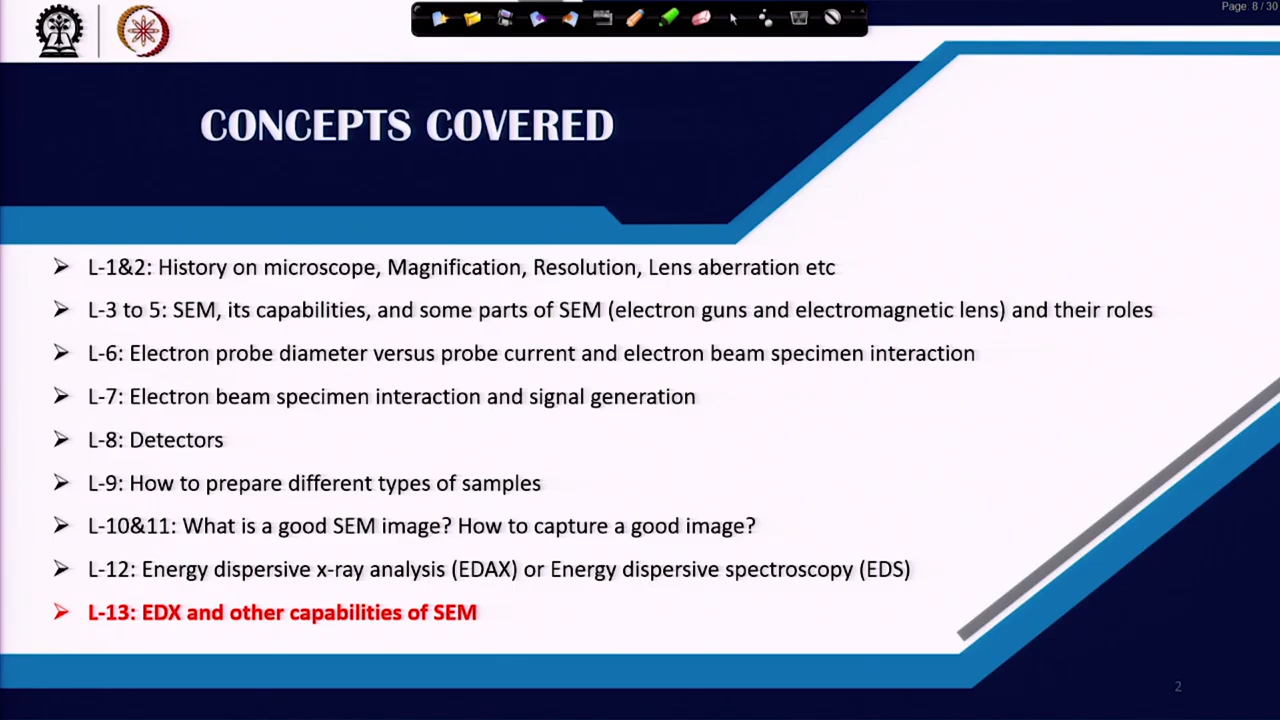 Page: 8 / 30
CONCEPTS COVERED
L-1&2: History on microscope, Magnification, Resolution, Lens aberration etc
L-3 to 5: SEM, its capabilities, and some parts of SEM (electron guns and electromagnetic lens) and their roles
L-6: Electron probe diameter versus probe current and electron beam specimen interaction
L-7: Electron beam specimen interaction and signal generation
L-8: Detectors
L-9: How to prepare different types of samples
L-10&11: What is a good SEM image? How to capture a good image?
L-12: Energy dispersive x-ray analysis (EDAX) or Energy dispersive spectroscopy (EDS)
L-13: EDX and other capabilities of SEM
2